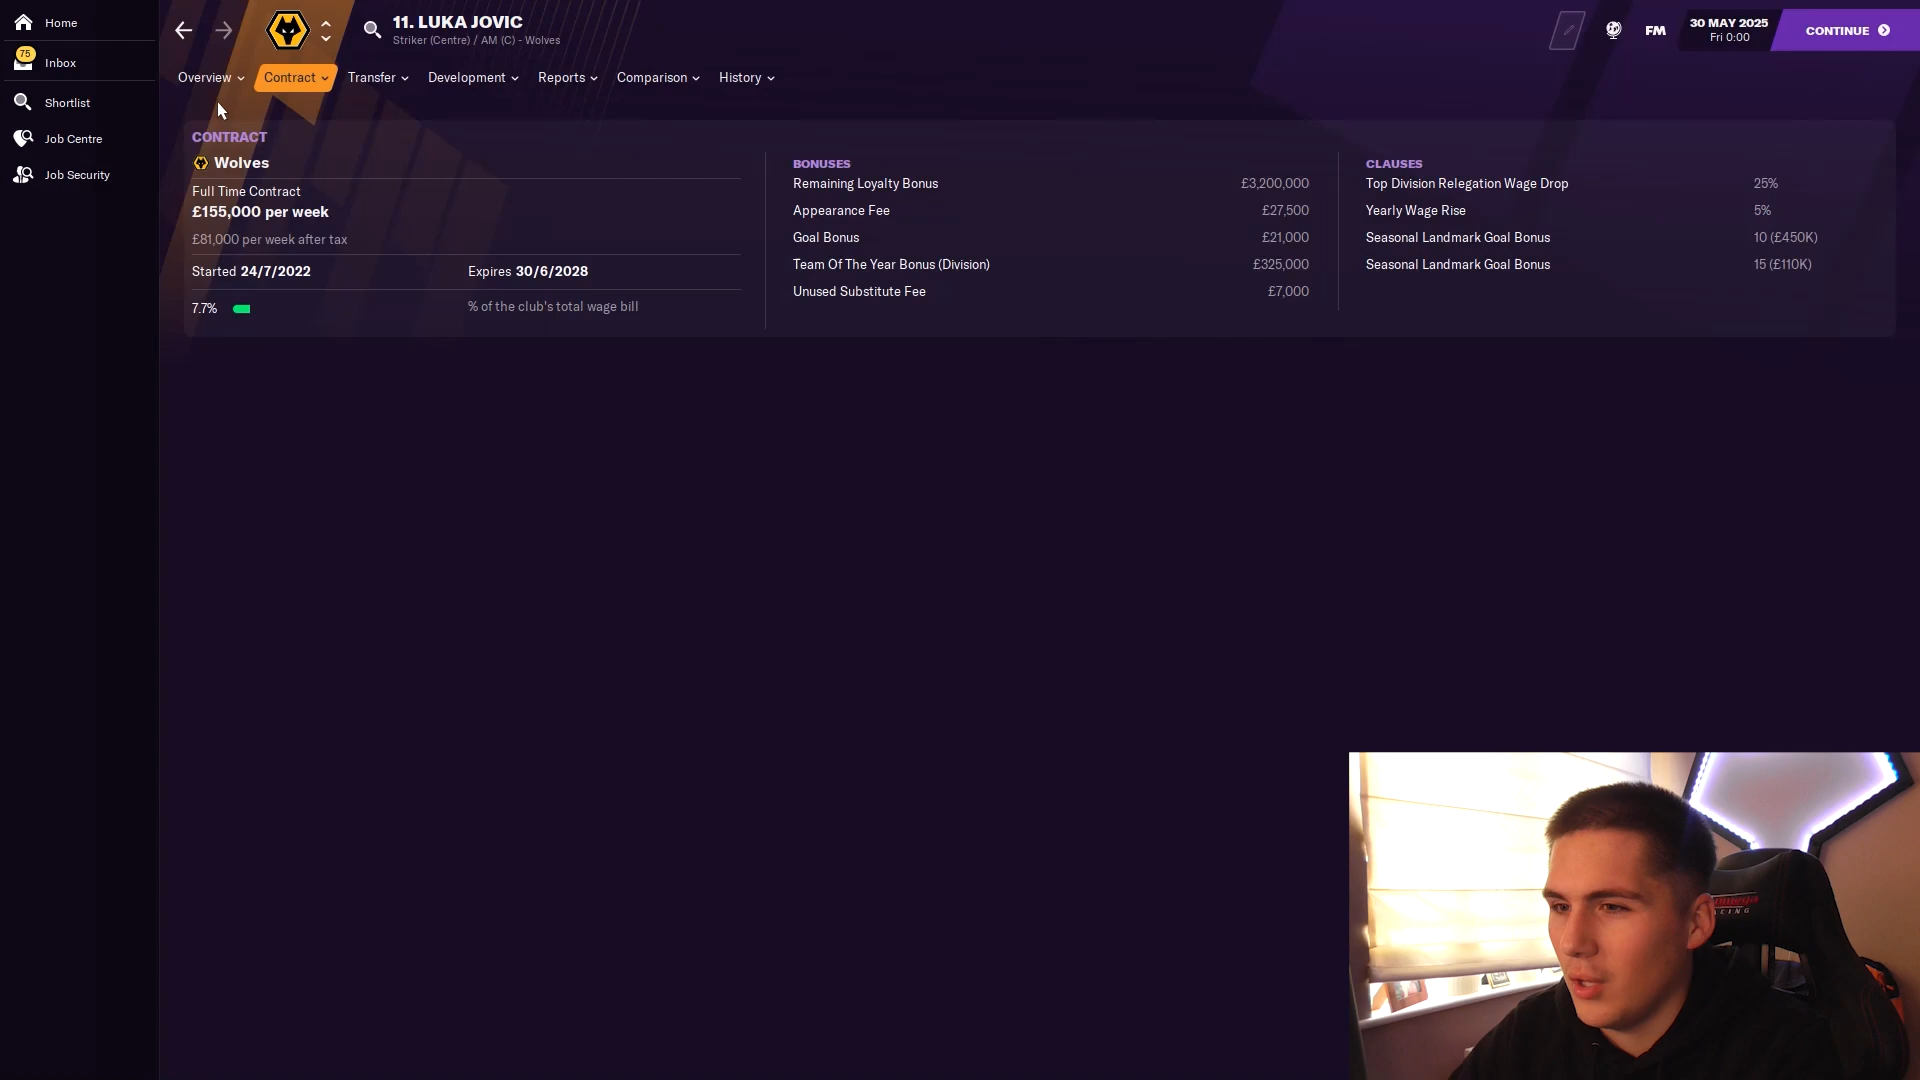 Home
75
Inbox
Shortlist
Job Centre
Job Security
11. LUKA JOVIC
Striker (Centre) / AM (C) - Wolves
FM
30 MAY 2025
Fri 0:00
CONTINUE
Overview
Contract
Transfer
Development
Reports
Comparison
History
CONTRACT
Wolves
Full Time Contract
£155,000 per week
£81,000 per week after tax
Started 24/7/2022
Expires 30/6/2028
7.7%
% of the club's total wage bill
BONUSES
Remaining Loyalty Bonus £3,200,000
Appearance Fee £27,500
Goal Bonus £21,000
Team Of The Year Bonus (Division) £325,000
Unused Substitute Fee £7,000
CLAUSES
Top Division Relegation Wage Drop 25%
Yearly Wage Rise 5%
Seasonal Landmark Goal Bonus 10 (£450K)
Seasonal Landmark Goal Bonus 15 (£110K)